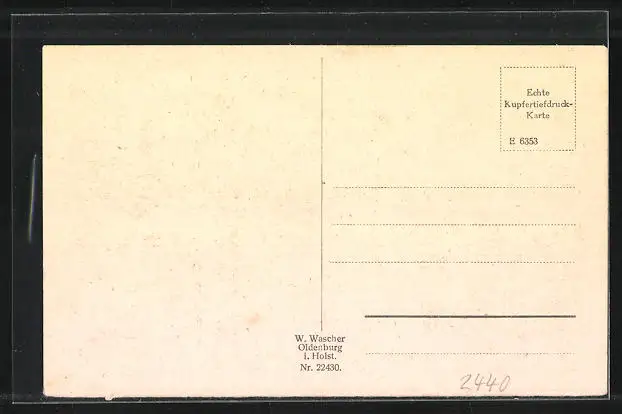 Echte
Kupfertiefdruck-
Karte
E 6353
W. Wascher
Oldenburg
i. Holst.
Nr. 22430.
2440